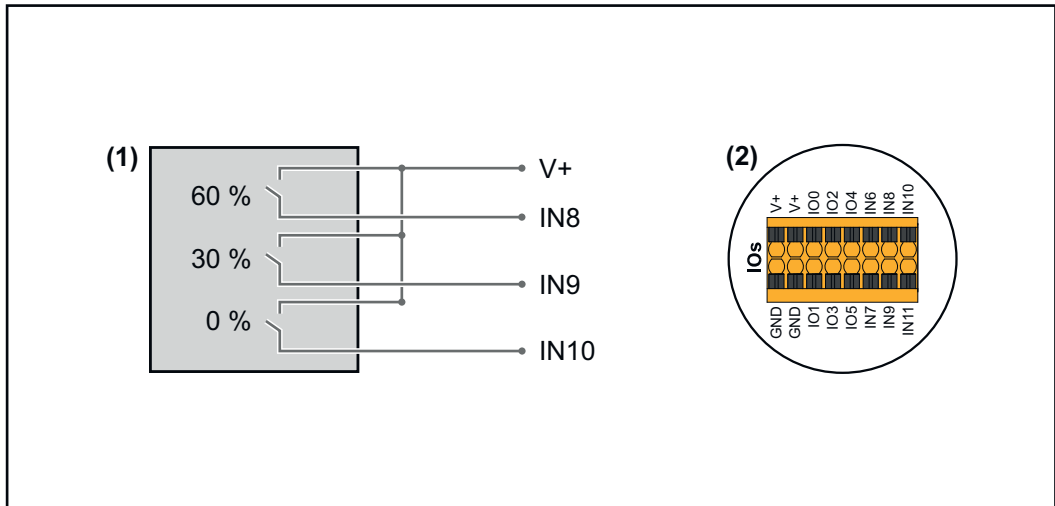 (1)
60 %
30 %
0 %
V+
IN8
IN9
IN10
(2)
IOs
V+
V+
IO0
IO2
IO4
IN6
IN8
IN10
GND
GND
IO1
IO3
IO5
IN7
IN9
IN11